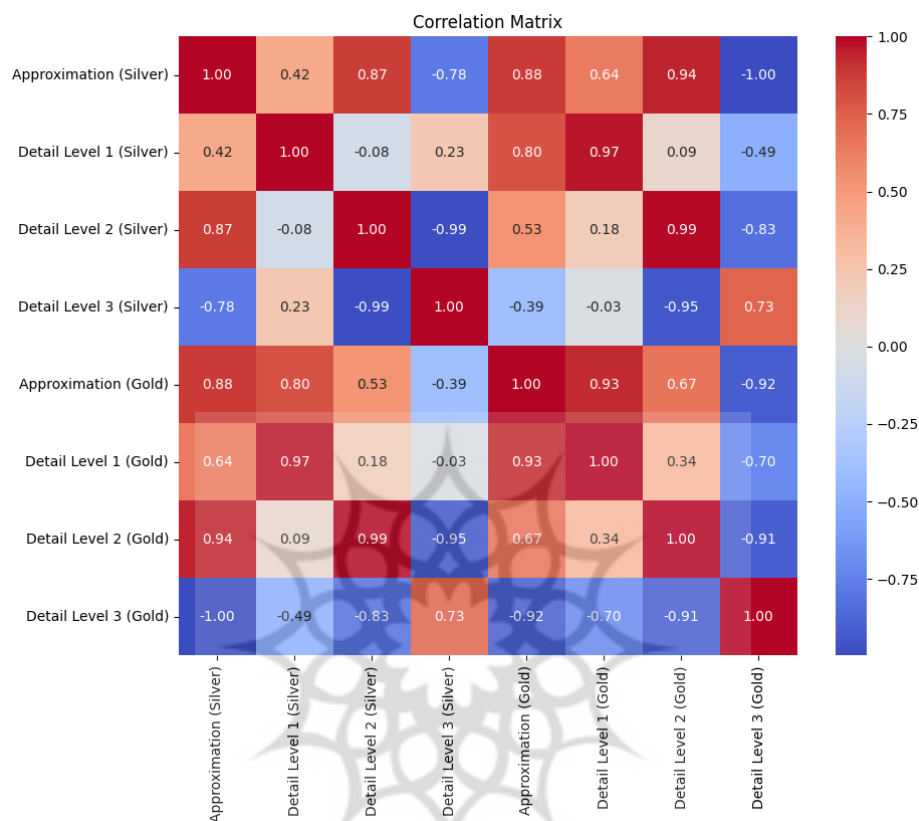 Correlation Matrix
Approximation (Silver) 1.00 0.42 0.87 -0.78 0.88 0.64 0.94 -1.00
Detail Level 1 (Silver) 0.42 1.00 -0.08 0.23 0.80 0.97 0.09 -0.49
Detail Level 2 (Silver) 0.87 -0.08 1.00 -0.99 0.53 0.18 0.99 -0.83
Detail Level 3 (Silver) -0.78 0.23 -0.99 1.00 -0.39 -0.03 -0.95 0.73
Approximation (Gold) 0.88 0.80 0.53 -0.39 1.00 0.93 0.67 -0.92
Detail Level 1 (Gold) 0.64 0.97 0.18 -0.03 0.93 1.00 0.34 -0.70
Detail Level 2 (Gold) 0.94 0.09 0.99 -0.95 0.67 0.34 1.00 -0.91
Detail Level 3 (Gold) -1.00 -0.49 -0.83 0.73 -0.92 -0.70 -0.91 1.00
Approximation (Silver)
Detail Level 1 (Silver)
Detail Level 2 (Silver)
Detail Level 3 (Silver)
Approximation (Gold)
Detail Level 1 (Gold)
Detail Level 2 (Gold)
Detail Level 3 (Gold)
1.00
0.75
0.50
0.25
0.00
−0.25
−0.50
−0.75